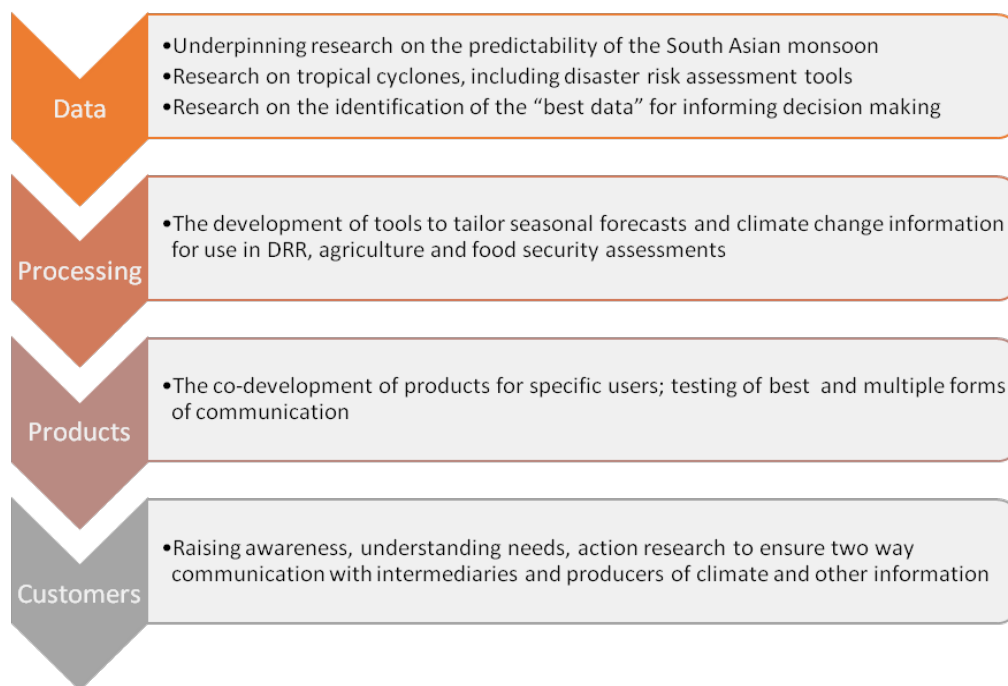 Data
•Underpinning research on the predictability of the South Asian monsoon
•Research on tropical cyclones, including disaster risk assessment tools
•Research on the identification of the “best data” for informing decision making
Processing
•The development of tools to tailor seasonal forecasts and climate change information
for use in DRR, agriculture and food security assessments
Products
•The co-development of products for specific users; testing of best and multiple forms
of communication
Customers
•Raising awareness, understanding needs, action research to ensure two way
communication with intermediaries and producers of climate and other information